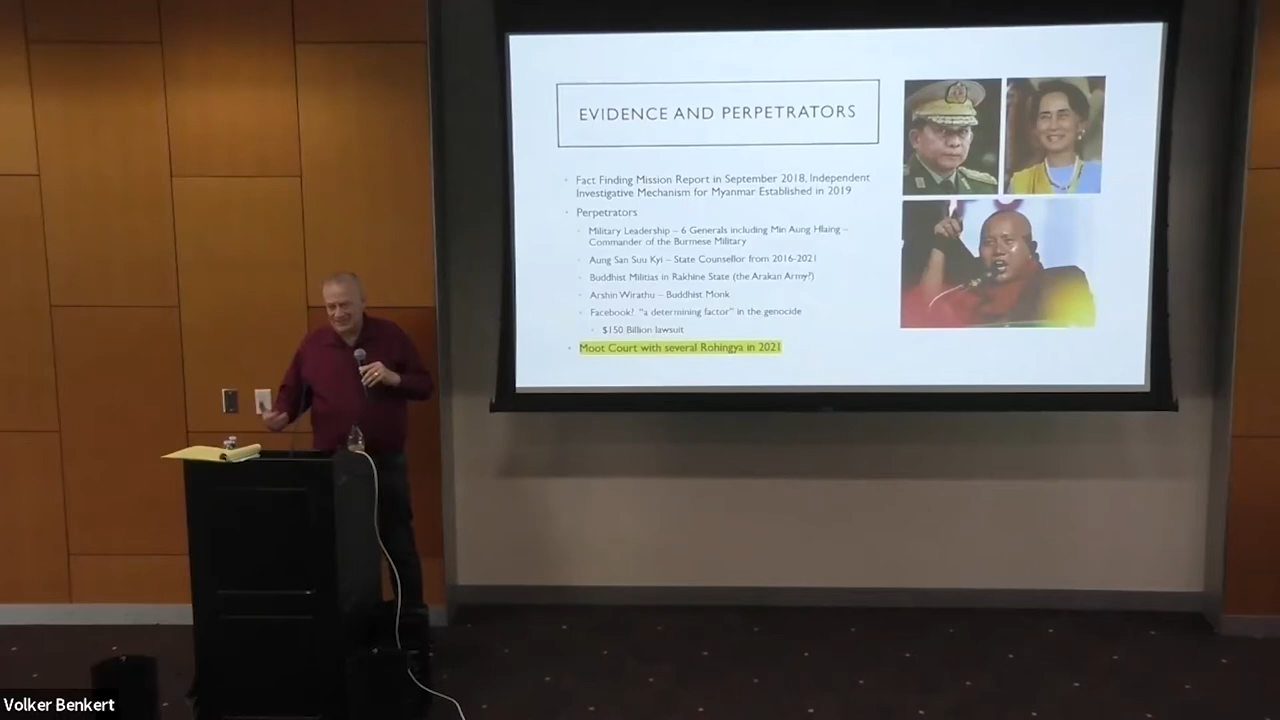 EVIDENCE AND PERPETRATORS
Fact Finding Mission Report in September 2018, Independent
Investigative Mechanism for Myanmar Established in 2019
Perpetrators
Military Leadership – 6 Generals including Min Aung Hlaing –
Commander of the Burmese Military
Aung San Suu Kyi – State Counsellor from 2016-2021
Buddhist Militias in Rakhine State (the Arakan Army?)
Arshin Wirathu – Buddhist Monk
Facebook?  "a determining factor" in the genocide
$150 Billion lawsuit
Moot Court with several Rohingya in 2021
Volker Benkert